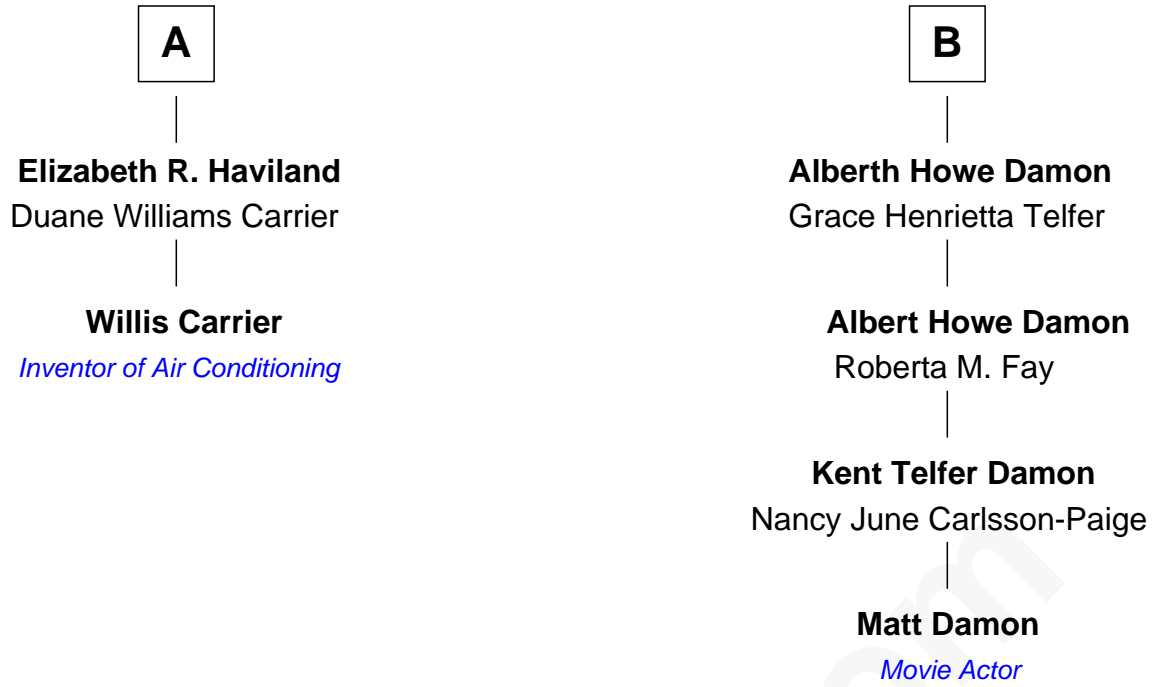 A
Elizabeth R. Haviland
Duane Williams Carrier
Willis Carrier
Inventor of Air Conditioning
B
Alberth Howe Damon
Grace Henrietta Telfer
Albert Howe Damon
Roberta M. Fay
Kent Telfer Damon
Nancy June Carlsson-Paige
Matt Damon
Movie Actor